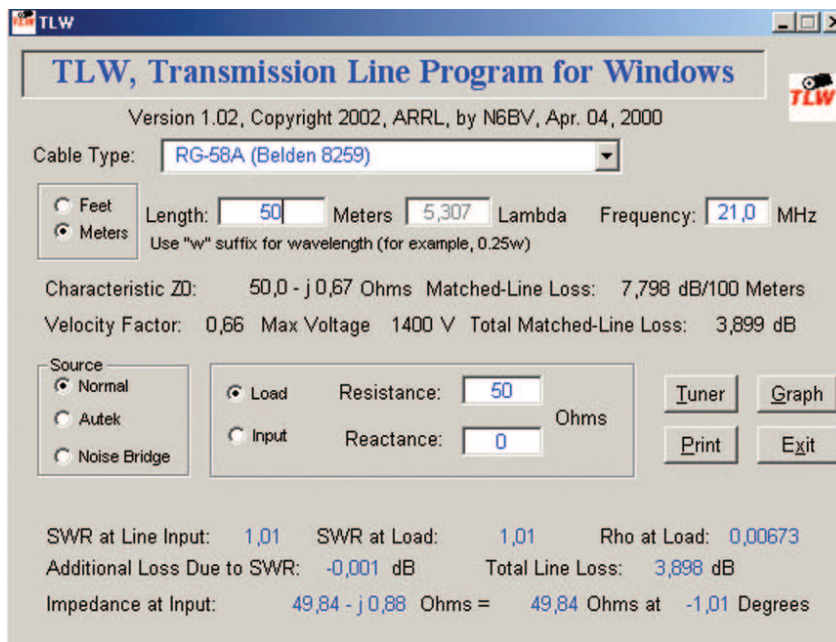 TLW
TLW, Transmission Line Program for Windows
TLW
Version 1.02, Copyright 2002, ARRL, by N6BV, Apr. 04, 2000
Cable Type: RG-58A (Belden 8259)
Feet
Meters
Length: 50 Meters 5,307 Lambda Frequency: 21,0 MHz
Use "w" suffix for wavelength (for example, 0.25w)
Characteristic Z0: 50,0 - j 0,67 Ohms Matched-Line Loss: 7,798 dB/100 Meters
Velocity Factor: 0,66 Max Voltage 1400 V Total Matched-Line Loss: 3,899 dB
Source
Normal
Autek
Noise Bridge
Load Resistance: 50
Input Reactance: 0
Ohms
Tuner Graph
Print Exit
SWR at Line Input: 1,01 SWR at Load: 1,01 Rho at Load: 0,00673
Additional Loss Due to SWR: -0,001 dB Total Line Loss: 3,898 dB
Impedance at Input: 49,84 - j 0,88 Ohms = 49,84 Ohms at -1,01 Degrees